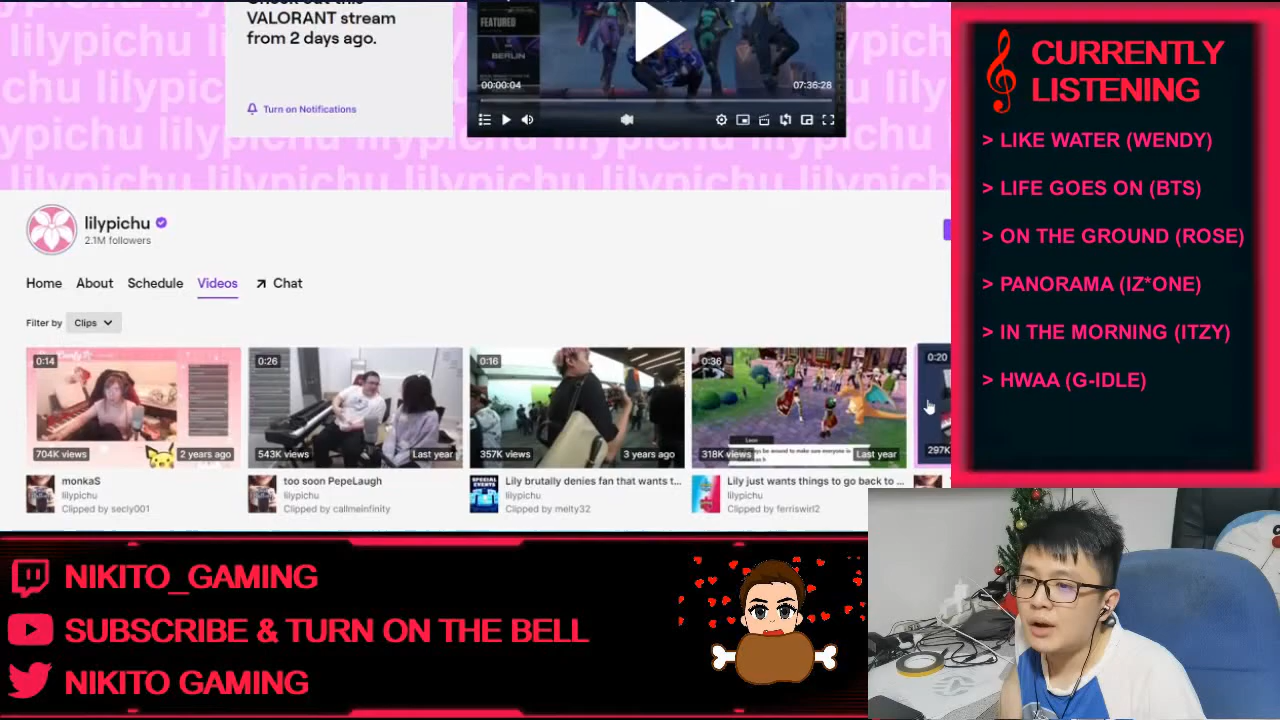 VALORANT stream
from 2 days ago.
Turn on Notifications
FEATURED
BERLIN
00:00:04
07:36:28
lilypichu
2.1M followers
Home
About
Schedule
Videos
Chat
Filter by
Clips
0:14
704K views
2 years ago
monkaS
lilypichu
Clipped by secly001
0:26
543K views
Last year
too soon PepeLaugh
lilypichu
Clipped by callmeinfinity
0:16
357K views
3 years ago
SPECIAL
EVENTS
Lily brutally denies fan that wants t...
lilypichu
Clipped by melty32
0:36
Leon
318K views
Last year
Lily just wants things to go back to ...
lilypichu
Clipped by ferriswirl2
0:20
297K
CURRENTLY
LISTENING
> LIKE WATER (WENDY)
> LIFE GOES ON (BTS)
> ON THE GROUND (ROSE)
> PANORAMA (IZ*ONE)
> IN THE MORNING (ITZY)
> HWAA (G-IDLE)
NIKITO_GAMING
SUBSCRIBE & TURN ON THE BELL
NIKITO GAMING